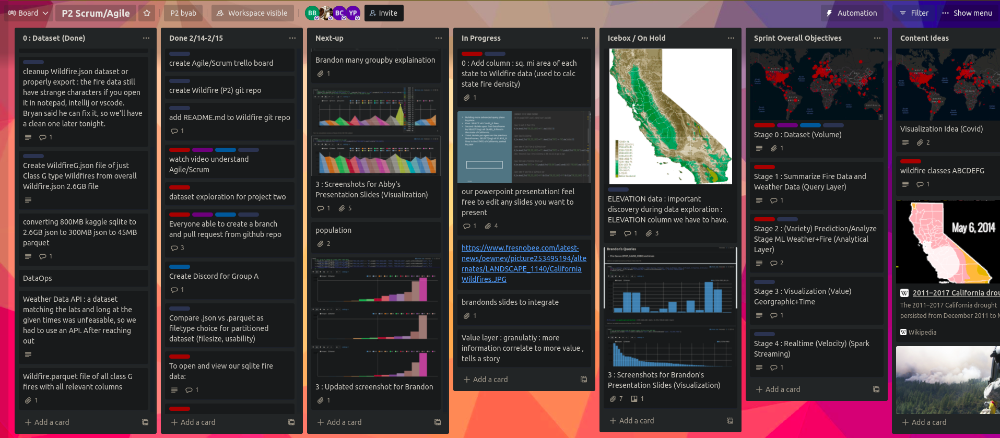 Board
P2 Scrum/Agile
P2 byab
Workspace visible
BB
BC
YP
Invite
Automation
Filter
Show menu
0 : Dataset (Done)
cleanup Wildfire.json dataset or
properly export : the fire data still
have strange characters if you open
it in notepad, intellij or vscode.
Bryan said he can fix it, so we'll have
a clean one later tonight.
1
Create WildfireG.json file of just
Class G type Wildfires from overall
Wildfire.json 2.6GB file
converting 800MB kaggle sqlite to
2.6GB json to 300MB json to 45MB
parquet
1
DataOps
Weather Data API : a dataset
matching the lats and long at the
given times was unfeasable, so we
had to use an API. After reaching
out
Wildfire.parquet file of all class G
fires with all relevant columns
1
Add a card
Done 2/14-2/15
create Agile/Scrum trello board
create Wildfire (P2) git repo
add README.md to Wildfire git repo
1
watch video understand
Agile/Scrum
dataset exploration for project two
Everyone able to create a branch
and pull request from github repo
3
Create Discord for Group A
1
Compare .json vs .parquet as
filetype choice for partitioned
dataset (filesize, usability)
To open and view our sqlite fire
data:
1
Add a card
Next-up
Brandon many groupby explaination
1
3 : Screenshots for Abby's
Presentation Slides (Visualization)
1 5
population
2
3 : Updated screenshot for Brandon
1
Add a card
In Progress
0 : Add column : sq. mi area of each
state to Wildfire data (used to calc
state fire density)
1
our powerpoint presentation! feel
free to edit any slides you want to
present
1 4
https://www.fresnobee.com/latest-
news/oewnev/picture253495194/alte
rnates/LANDSCAPE_1140/California
Wildfires.JPG
brandonds slides to integrate
1
Value layer : granulatiy : more
information correlate to more value ,
tells a story
Add a card
Icebox / On Hold
ELEVATION data : important
discovery during data exploration :
ELEVATION column we have to have.
1 3
Brandon's Queries
3 : Screenshots for Brandon's
Presentation Slides (Visualization)
7 1
Add a card
Sprint Overall Objectives
Stage 0 : Dataset (Volume)
1
Stage 1 : Summarize Fire Data and
Weather Data (Query Layer)
1
Stage 2 : (Variety) Prediction/Analyze
Stage ML Weather+Fire (Analytical
Layer)
2
Stage 3 : Visualization (Value)
Georgraphic+Time
1
Stage 4 : Realtime (Velocity) (Spark
Streaming)
1
Add a card
Content Ideas
Visualization Idea (Covid)
2
wildfire classes ABCDEFG
1
May 6, 2014
W 2011–2017 California drou
The 2011–2017 California drought
persisted from December 2011 to M
W Wikipedia
Add a card